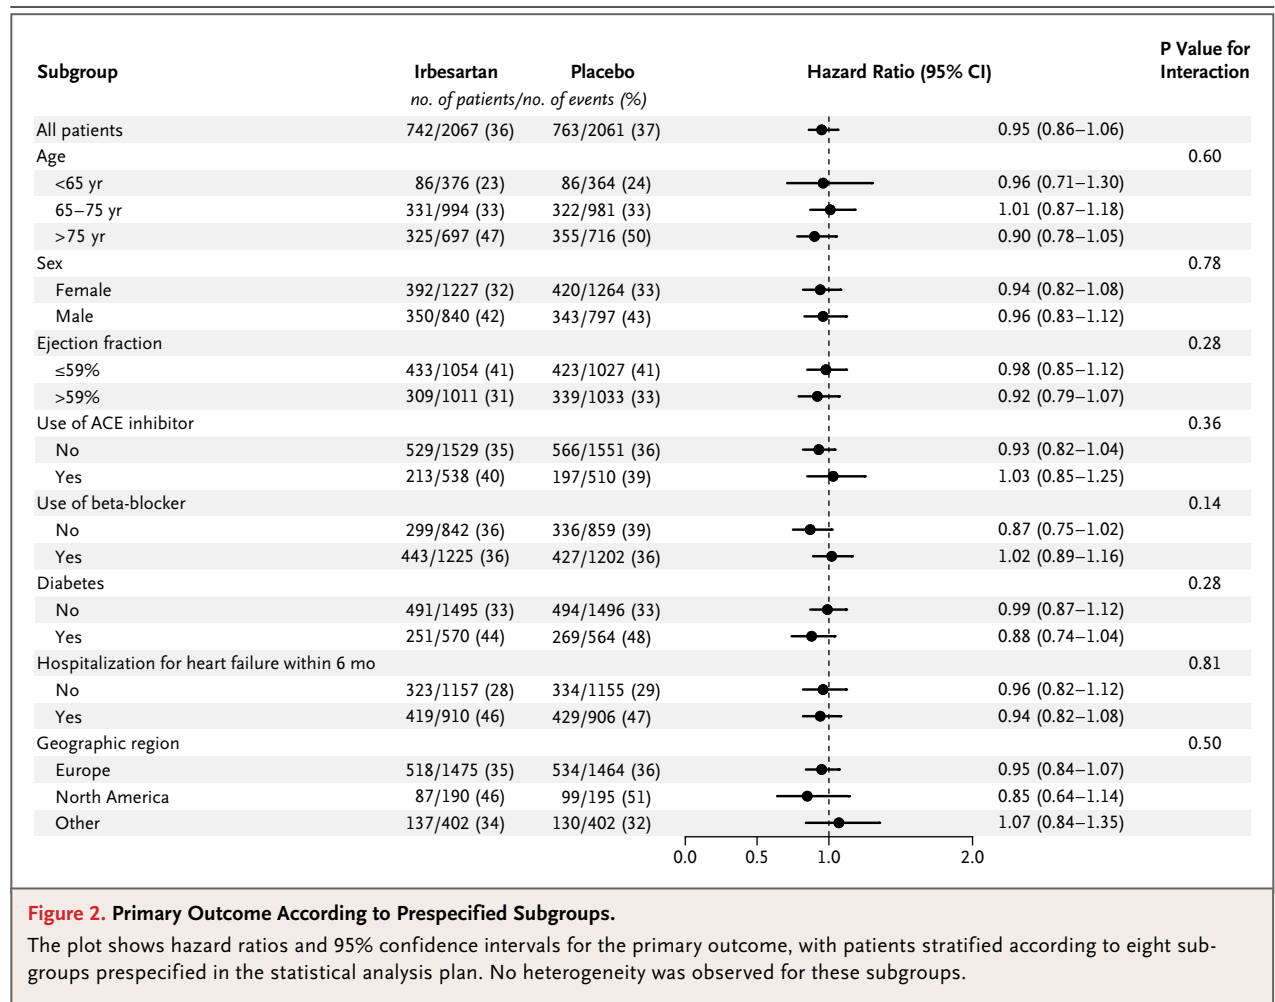 Subgroup Irbesartan Placebo Hazard Ratio (95% CI) P Value for Interaction
no. of patients/no. of events (%)
All patients 742/2067 (36) 763/2061 (37) 0.95 (0.86–1.06)
Age 0.60
<65 yr 86/376 (23) 86/364 (24) 0.96 (0.71–1.30)
65–75 yr 331/994 (33) 322/981 (33) 1.01 (0.87–1.18)
>75 yr 325/697 (47) 355/716 (50) 0.90 (0.78–1.05)
Sex 0.78
Female 392/1227 (32) 420/1264 (33) 0.94 (0.82–1.08)
Male 350/840 (42) 343/797 (43) 0.96 (0.83–1.12)
Ejection fraction 0.28
≤59% 433/1054 (41) 423/1027 (41) 0.98 (0.85–1.12)
>59% 309/1011 (31) 339/1033 (33) 0.92 (0.79–1.07)
Use of ACE inhibitor 0.36
No 529/1529 (35) 566/1551 (36) 0.93 (0.82–1.04)
Yes 213/538 (40) 197/510 (39) 1.03 (0.85–1.25)
Use of beta-blocker 0.14
No 299/842 (36) 336/859 (39) 0.87 (0.75–1.02)
Yes 443/1225 (36) 427/1202 (36) 1.02 (0.89–1.16)
Diabetes 0.28
No 491/1495 (33) 494/1496 (33) 0.99 (0.87–1.12)
Yes 251/570 (44) 269/564 (48) 0.88 (0.74–1.04)
Hospitalization for heart failure within 6 mo 0.81
No 323/1157 (28) 334/1155 (29) 0.96 (0.82–1.12)
Yes 419/910 (46) 429/906 (47) 0.94 (0.82–1.08)
Geographic region 0.50
Europe 518/1475 (35) 534/1464 (36) 0.95 (0.84–1.07)
North America 87/190 (46) 99/195 (51) 0.85 (0.64–1.14)
Other 137/402 (34) 130/402 (32) 1.07 (0.84–1.35)
0.0 0.5 1.0 2.0
Figure 2. Primary Outcome According to Prespecified Subgroups.
The plot shows hazard ratios and 95% confidence intervals for the primary outcome, with patients stratified according to eight sub-
groups prespecified in the statistical analysis plan. No heterogeneity was observed for these subgroups.